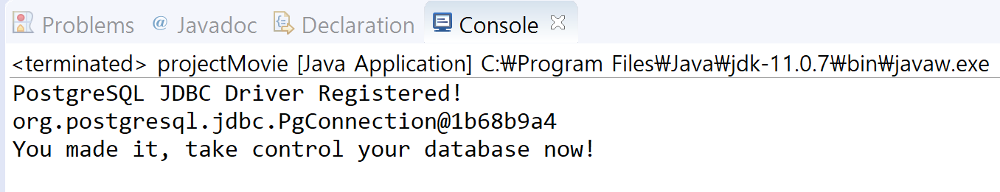 Problems @ Javadoc Declaration Console
<terminated> projectMovie [Java Application] C:₩Program Files₩Java₩jdk-11.0.7₩bin₩javaw.exe
PostgreSQL JDBC Driver Registered!
org.postgresql.jdbc.PgConnection@1b68b9a4
You made it, take control your database now!